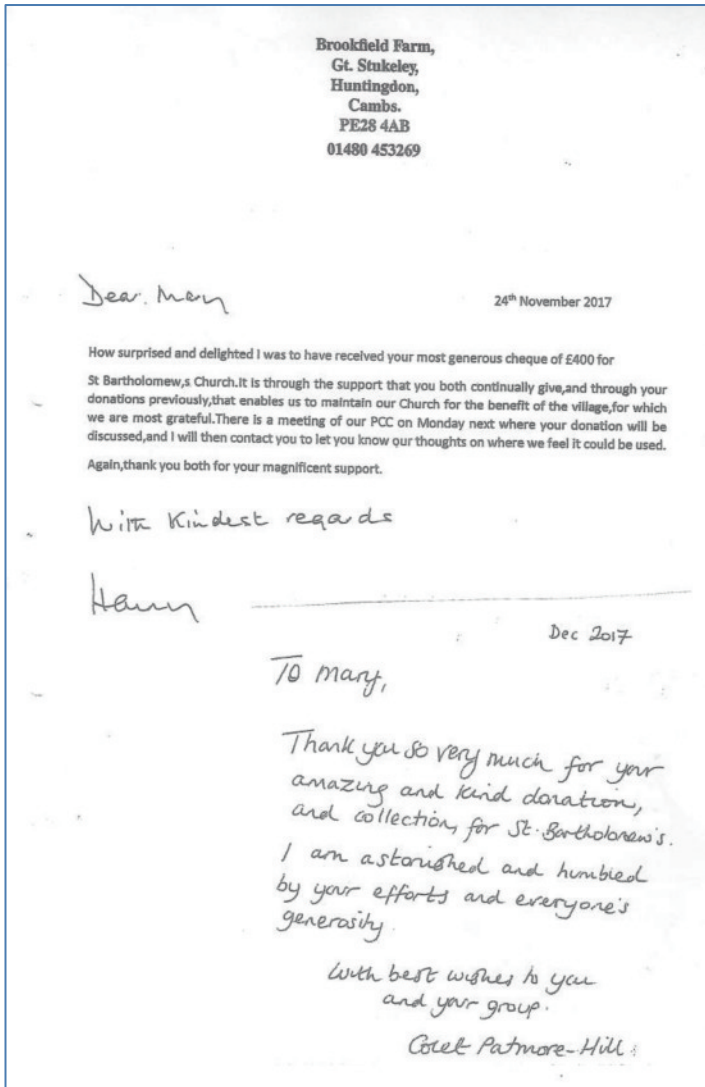 Brookfield Farm,
Gt. Stukeley,
Huntingdon,
Cambs.
PE28 4AB
01480 453269
Dear. Mary
24th November 2017
How surprised and delighted I was to have received your most generous cheque of £400 for
St Bartholomew,s Church.It is through the support that you both continually give,and through your
donations previously,that enables us to maintain our Church for the benefit of the village,for which
we are most grateful.There is a meeting of our PCC on Monday next where your donation will be
discussed,and I will then contact you to let you know our thoughts on where we feel it could be used.
Again,thank you both for your magnificent support.
With Kindest regards
Dec 2017
To Mary,
Thank you so very much for your
amazing and kind donation,
and collection, for St. Bartholomew's.
I am astonished and humbled
by your efforts and everyone's
generosity.
With best wishes to you
and your group.
Patmore-Hill